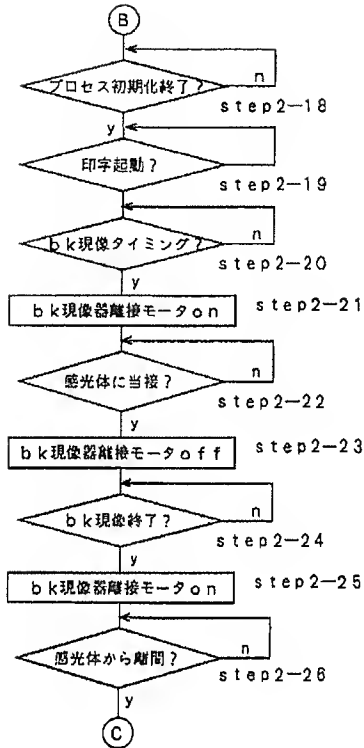 B
プロセス初期化終了?
n
step2-18
y
印字起動?
step2-19
bk現像タイミング?
n
step2-20
y
bk現像器離接モータon
step2-21
感光体に当接?
n
step2-22
y
step2-23
bk現像器離接モータoff
bk現像終了?
n
step2-24
y
step2-25
bk現像器離接モータon
感光体から離間?
n
step2-26
y
C